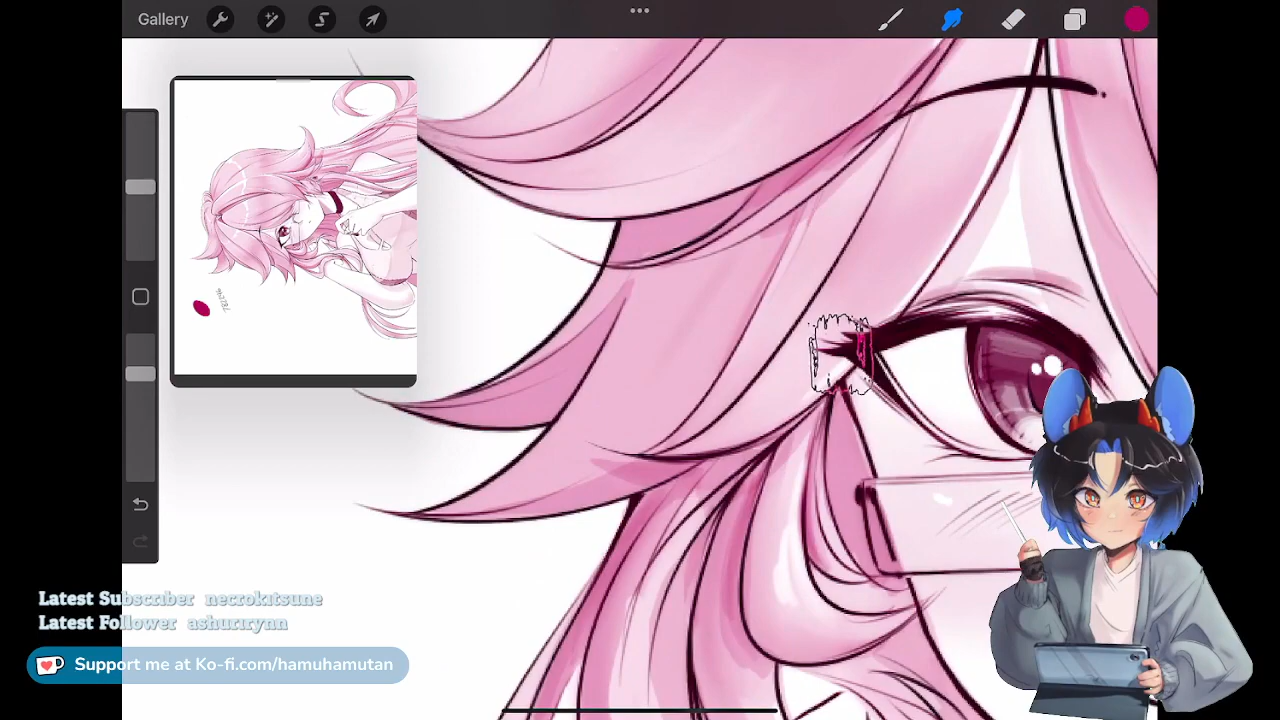 Gallery
Latest Subscriber necrokitsune
Latest Follower ashurirynn
Support me at Ko-fi.com/hamuhamutan